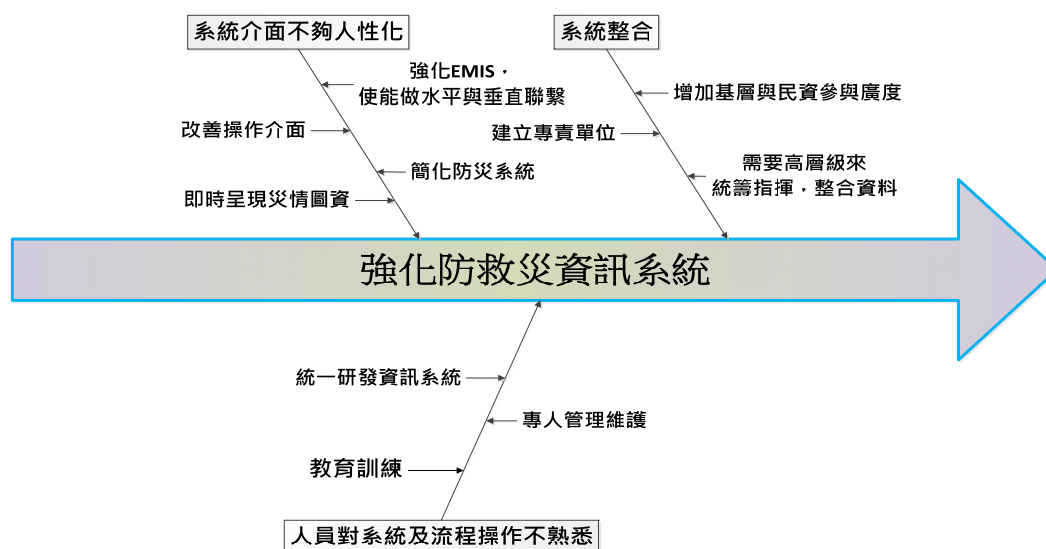 系統介面不夠人性化
系統整合
強化EMIS，
使能做水平與垂直聯繫
改善操作介面
簡化防災系統
即時呈現災情圖資
增加基層與民資參與廣度
建立專責單位
需要高層級來
統籌指揮，整合資料
強化防救災資訊系統
統一研發資訊系統
專人管理維護
教育訓練
人員對系統及流程操作不熟悉